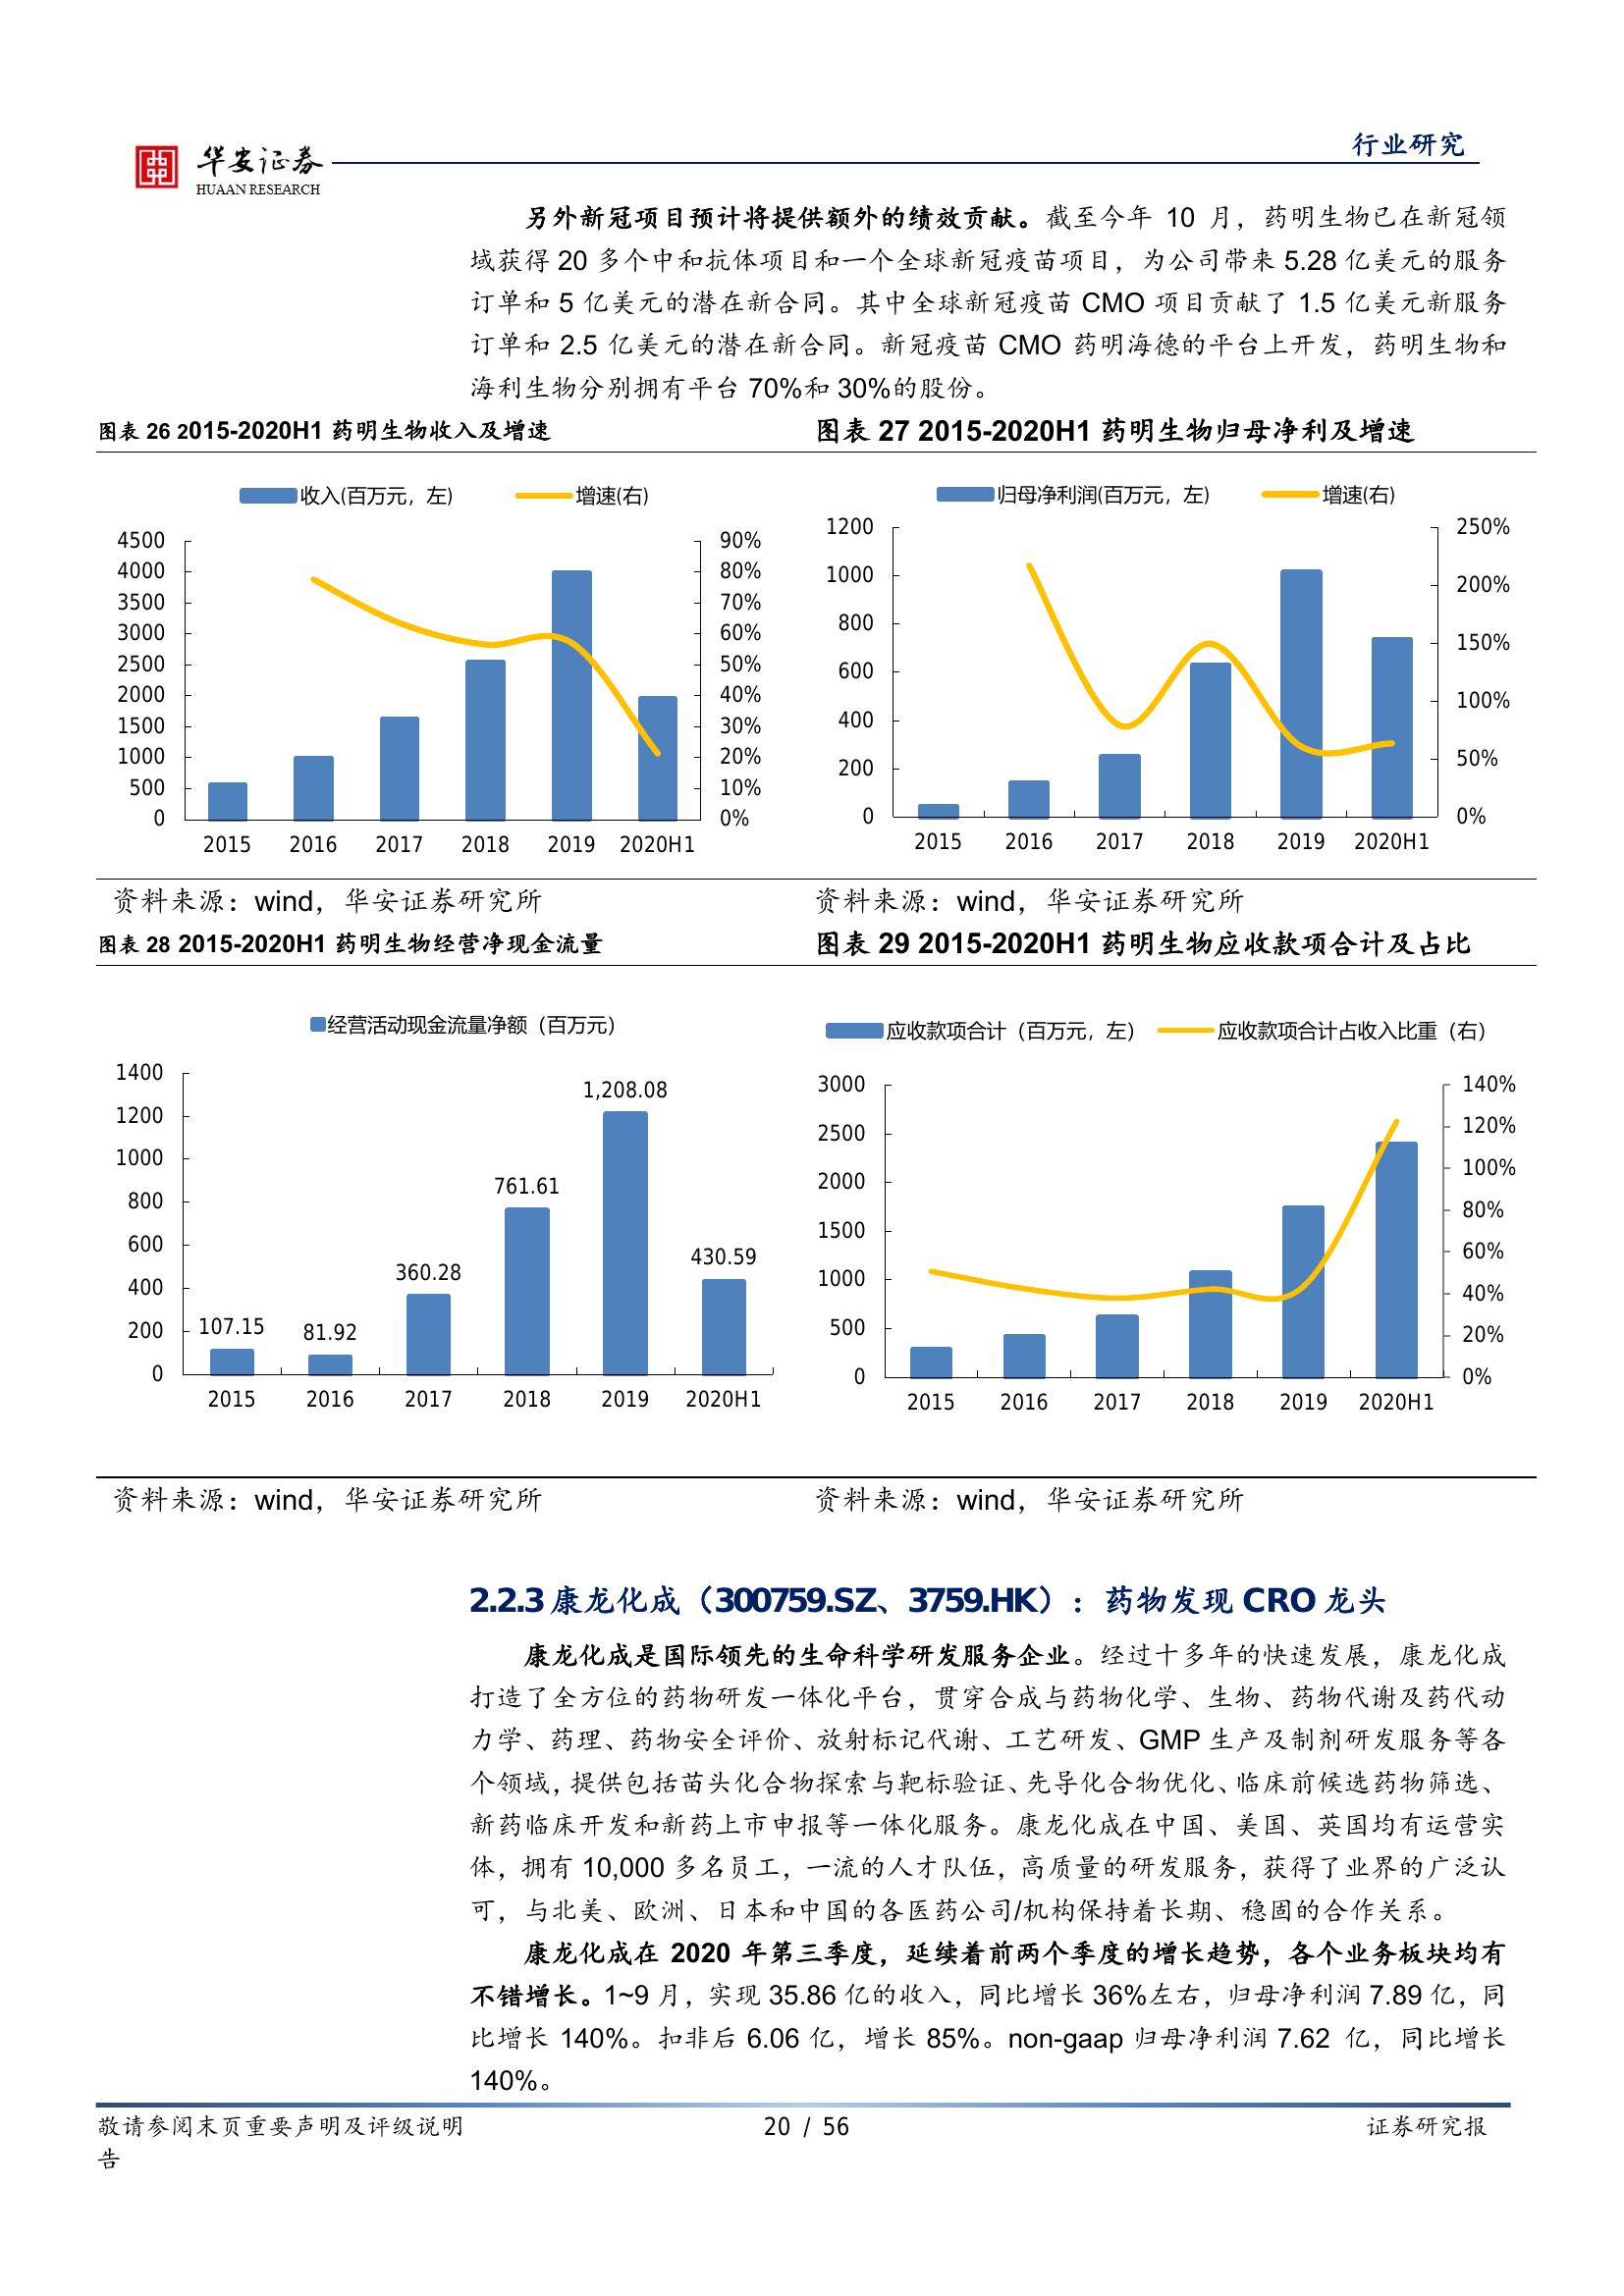 行业研究
华安证券
HUAAN RESEARCH
另外新冠项目预计将提供额外的绩效贡献。截至今年 10 月，药明生物已在新冠领
域获得 20 多个中和抗体项目和一个全球新冠疫苗项目，为公司带来 5.28 亿美元的服务
订单和 5 亿美元的潜在新合同。其中全球新冠疫苗 CMO 项目贡献了 1.5 亿美元新服务
订单和 2.5 亿美元的潜在新合同。新冠疫苗 CMO 药明海德的平台上开发，药明生物和
海利生物分别拥有平台 70%和 30%的股份。
图表 26 2015-2020H1 药明生物收入及增速
收入(百万元，左) 增速(右)
4500 90%
4000 80%
3500 70%
3000 60%
2500 50%
2000 40%
1500 30%
1000 20%
500 10%
0 0%
2015 2016 2017 2018 2019 2020H1
资料来源：wind，华安证券研究所
图表 27 2015-2020H1 药明生物归母净利及增速
归母净利润(百万元，左) 增速(右)
1200 250%
1000 200%
800 150%
600 100%
400 50%
200 0%
0
2015 2016 2017 2018 2019 2020H1
资料来源：wind，华安证券研究所
图表 28 2015-2020H1 药明生物经营净现金流量
经营活动现金流量净额（百万元）
1400
1200
1000
800
600
400
200
0
107.15 81.92 360.28 761.61 1,208.08 430.59
2015 2016 2017 2018 2019 2020H1
资料来源：wind，华安证券研究所
图表 29 2015-2020H1 药明生物应收款项合计及占比
应收款项合计（百万元，左） 应收款项合计占收入比重（右）
3000 140%
2500 120%
2000 100%
1500 80%
1000 60%
500 40%
0 20%
0%
2015 2016 2017 2018 2019 2020H1
资料来源：wind，华安证券研究所
2.2.3 康龙化成（300759.SZ、3759.HK）：药物发现 CRO 龙头
康龙化成是国际领先的生命科学研发服务企业。经过十多年的快速发展，康龙化成
打造了全方位的药物研发一体化平台，贯穿合成与药物化学、生物、药物代谢及药代动
力学、药理、药物安全评价、放射标记代谢、工艺研发、GMP 生产及制剂研发服务等各
个领域，提供包括苗头化合物探索与靶标验证、先导化合物优化、临床前候选药物筛选、
新药临床开发和新药上市申报等一体化服务。康龙化成在中国、美国、英国均有运营实
体，拥有 10,000 多名员工，一流的人才队伍，高质量的研发服务，获得了业界的广泛认
可，与北美、欧洲、日本和中国的各医药公司/机构保持着长期、稳固的合作关系。
康龙化成在 2020 年第三季度，延续着前两个季度的增长趋势，各个业务板块均有
不错增长。1~9 月，实现 35.86 亿的收入，同比增长 36%左右，归母净利润 7.89 亿，同
比增长 140%。扣非后 6.06 亿，增长 85%。non-gaap 归母净利润 7.62 亿，同比增长
140%。
敬请参阅末页重要声明及评级说明 20 / 56 证券研究报
告